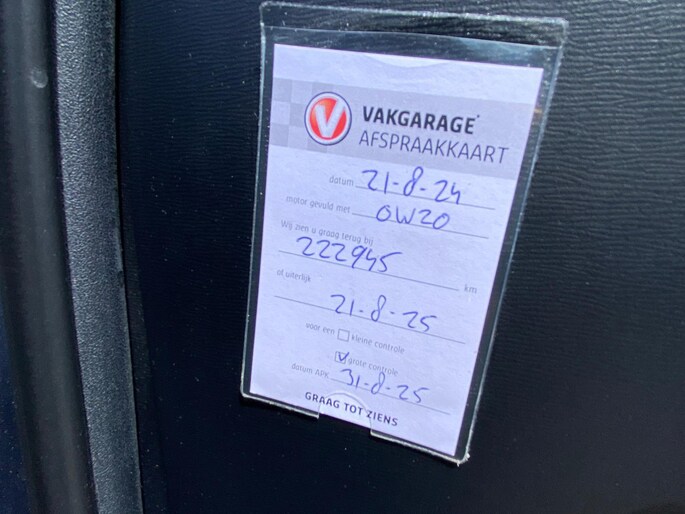 V VAKGARAGE
AFSPRAAKKAART
datum 21-8-24
motor gevuld met 0W20
Wij zien u graag terug bij
222945 km
of uiterlijk
21-8-25
voor een kleine controle
grote controle
datum APK 31-8-25
GRAAG TOT ZIENS